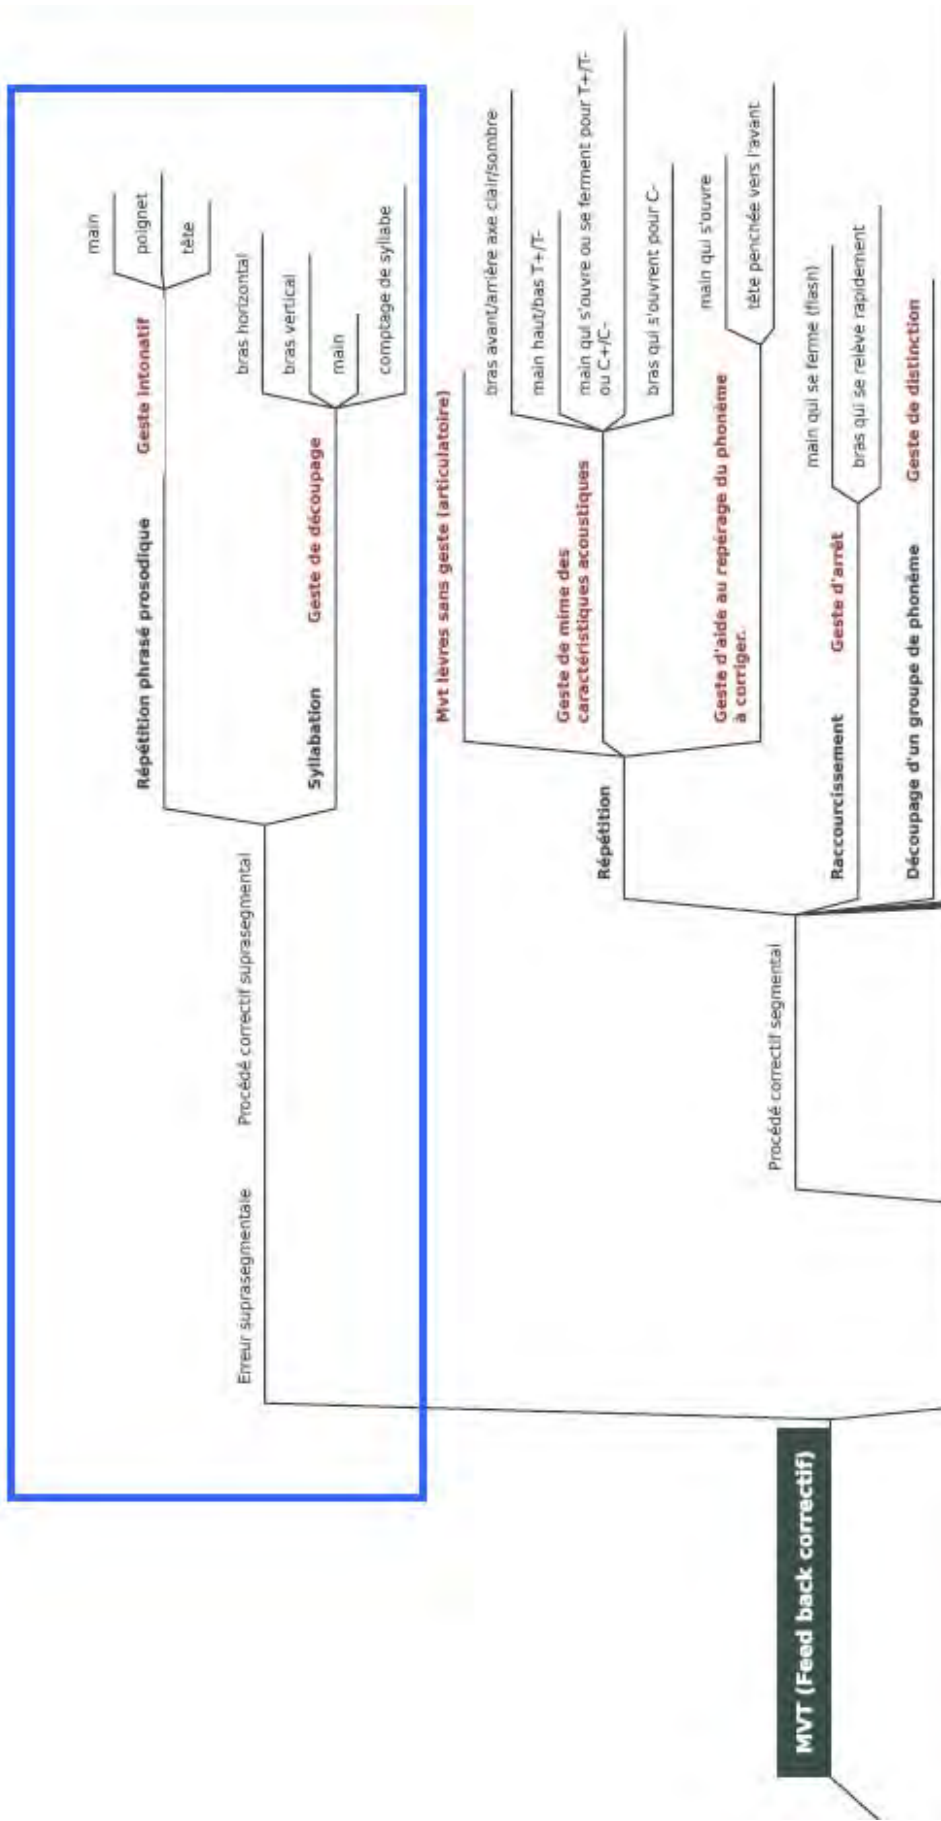 main
Répétition phrasé prosodique
Geste intonatif
poignet
tête
bras horizontal
Erreur suprasegmentale
Procédé correctif suprasegmental
bras vertical
Syllabation
Geste de découpage
main
comptage de syllabe
Mvt lèvres sans geste (articulatoire)
bras avant/arrière axe clair/sombre
main haut/bas T+/T-
Geste de mime des
caractéristiques acoustiques
main qui s'ouvre ou se ferment pour T+/T-
ou C+/C-
Répétition
bras qui s'ouvrent pour C-
main qui s'ouvre
Geste d'aide au repérage du phonème
à corriger.
tête pencnée vers l'avant
Procédé correctif segmental
main qui se ferme (flash)
Raccourcissement
Geste d'arrêt
bras qui se relève rapidement
Découpage d'un groupe de phonème
Geste de distinction
MVT (Feed back correctif)